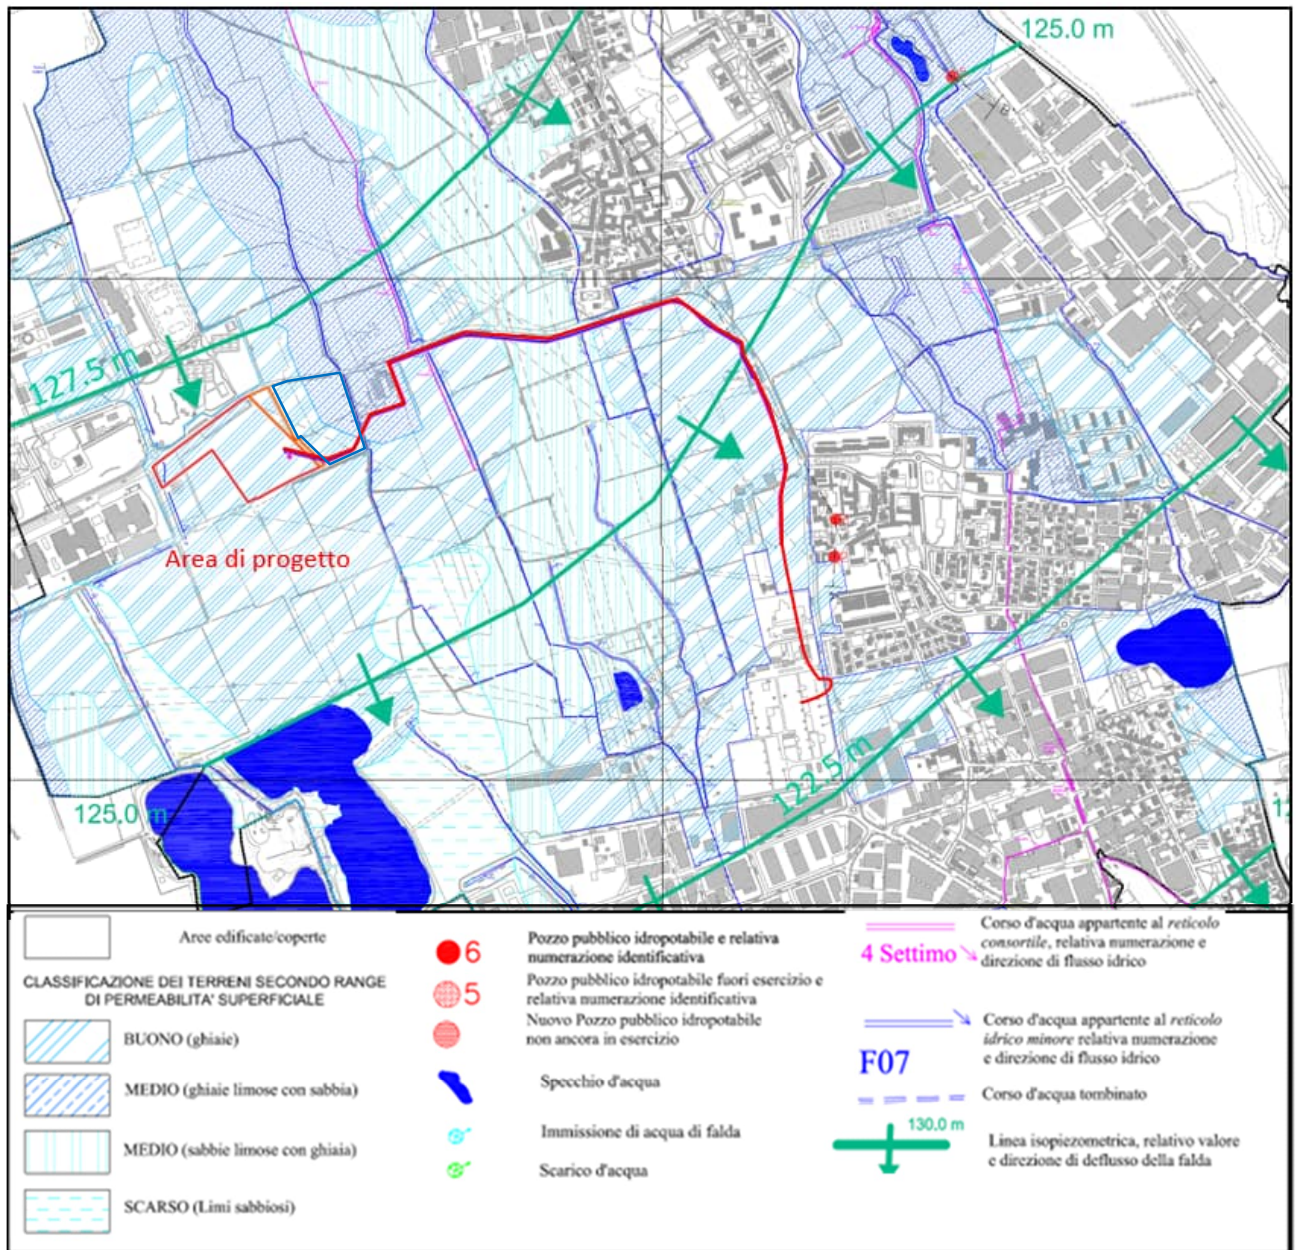 125.0 m
127.5 m
Area di progetto
125.0 m
122.5 m
Aree edificate/coperte
CLASSIFICAZIONE DEI TERRENI SECONDO RANGE
DI PERMEABILITA' SUPERFICIALE
BUONO (ghiaie)
MEDIO (ghiaie limose con sabbia)
MEDIO (sabbie limose con ghiaia)
SCARSO (Limi sabbiosi)
6
Pozzo pubblico idropotabile e relativa
numerazione identificativa
5
Pozzo pubblico idropotabile fuori esercizio e
relativa numerazione identificativa
Nuovo Pozzo pubblico idropotabile
non ancora in esercizio
Specchio d'acqua
Immissione di acqua di falda
Scarico d'acqua
4 Settimo
Corso d'acqua appartente al reticolo
consortile, relativa numerazione e
direzione di flusso idrico
F07
Corso d'acqua appartente al reticolo
idrico minore relativa numerazione
e direzione di flusso idrico
Corso d'acqua tombinato
130.0 m
Linea isopiezometrica, relativo valore
e direzione di deflusso della falda